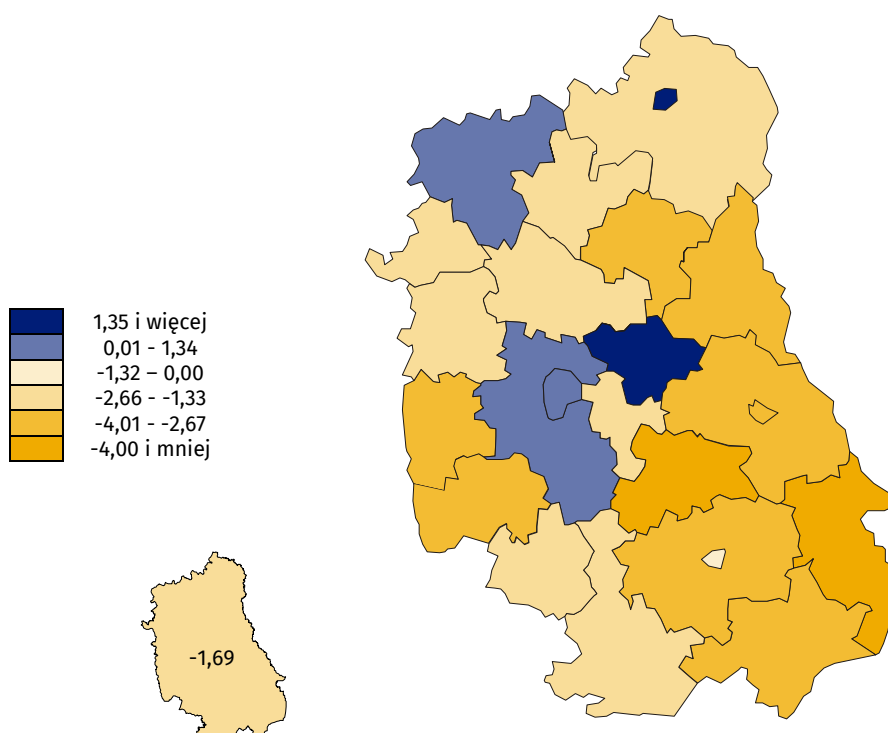 1,35 i więcej
0,01 - 1,34
-1,32 – 0,00
-2,66 - -1,33
-4,01 - -2,67
-4,00 i mniej
-1,69